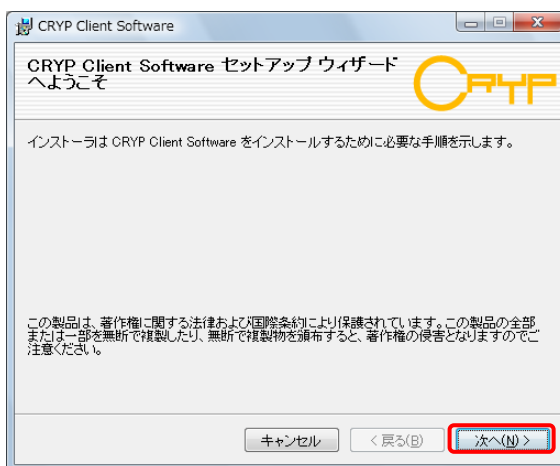 CRYP Client Software
CRYP Client Software セットアップ ウィザード
へようこそ
CRYP
インストーラは CRYP Client Software をインストールするために必要な手順を示します。
この製品は、著作権に関する法律および国際条約により保護されています。この製品の全部
または一部を無断で複製したり、無断で複製物を頒布すると、著作権の侵害となりますのでご
注意ください。
キャンセル
< 戻る(B)
次へ(N) >